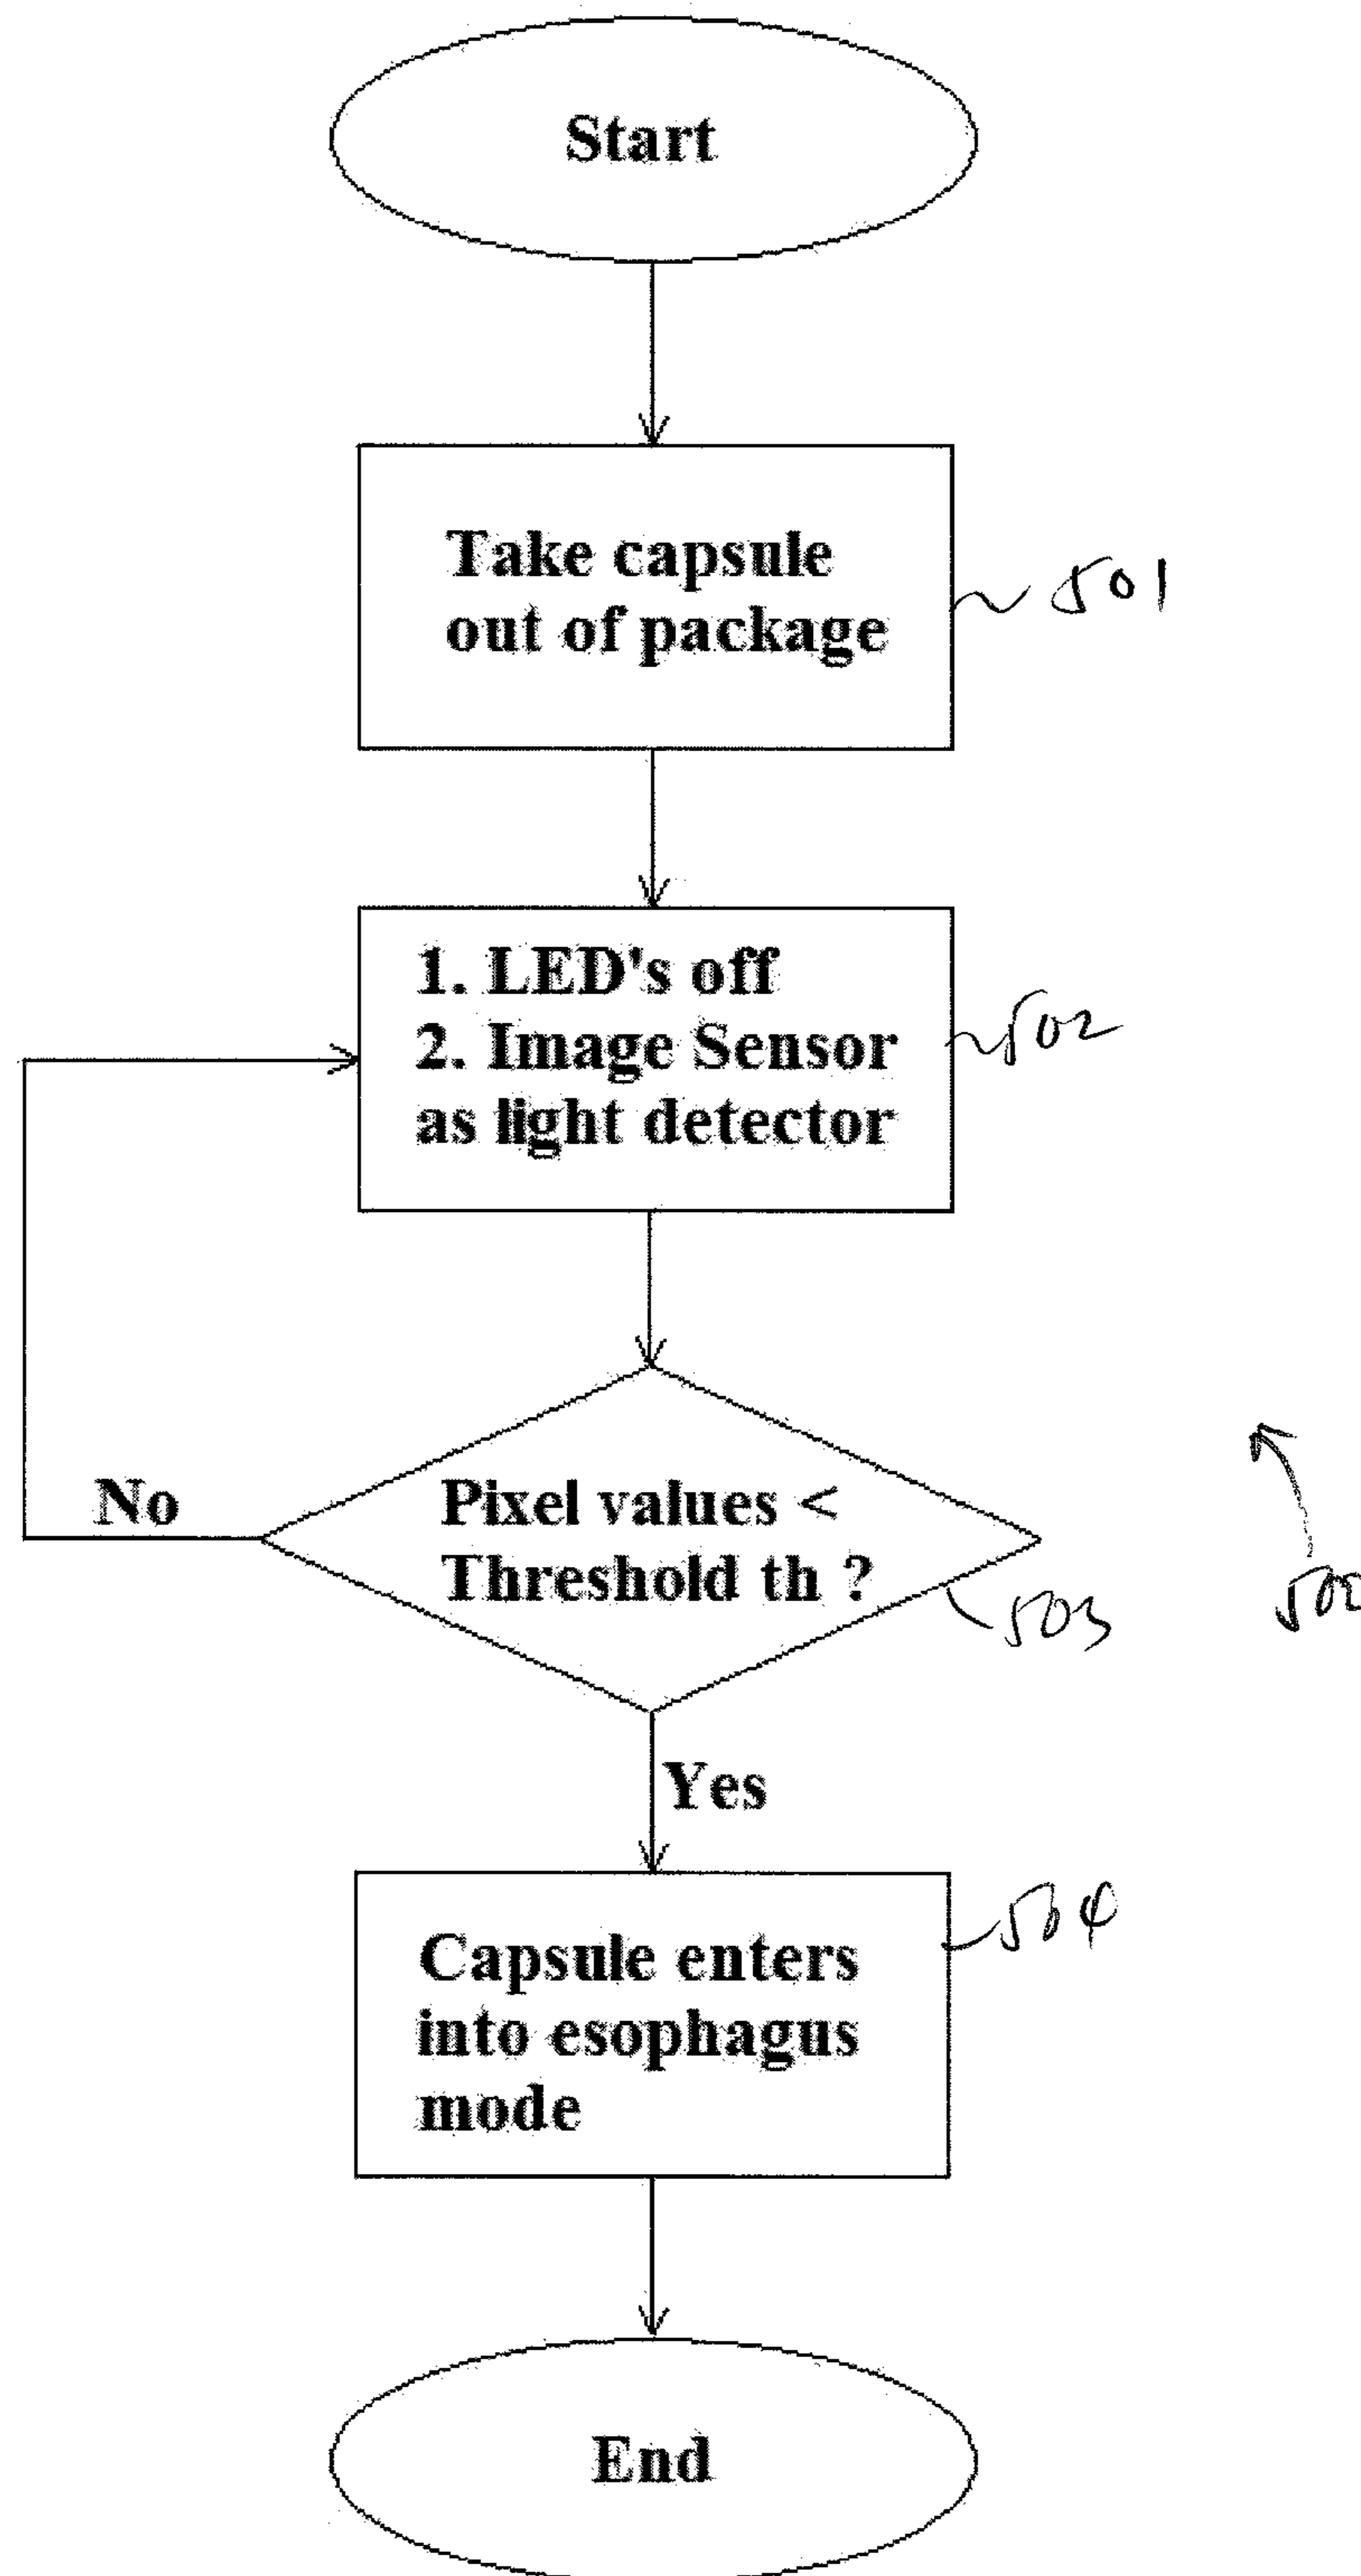 Start
Take capsule
out of package
501
1. LED's off
2. Image Sensor
as light detector
502
No
Pixel values <
Threshold th ?
503
500
Yes
Capsule enters
into esophagus
mode
504
End